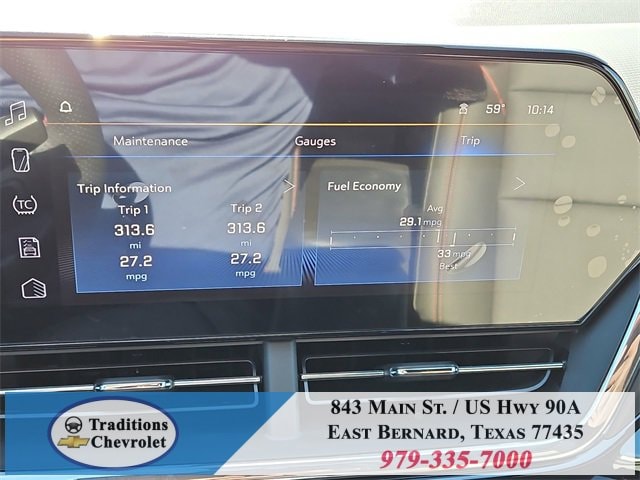 59° 10:14
Maintenance Gauges Trip
Trip Information
Trip 1 Trip 2
313.6 313.6
mi mi
27.2 27.2
mpg mpg
Fuel Economy
Avg
29.1 mpg
33 mpg
Best
TC
Traditions
Chevrolet
843 Main St. / US Hwy 90A
East Bernard, Texas 77435
979-335-7000